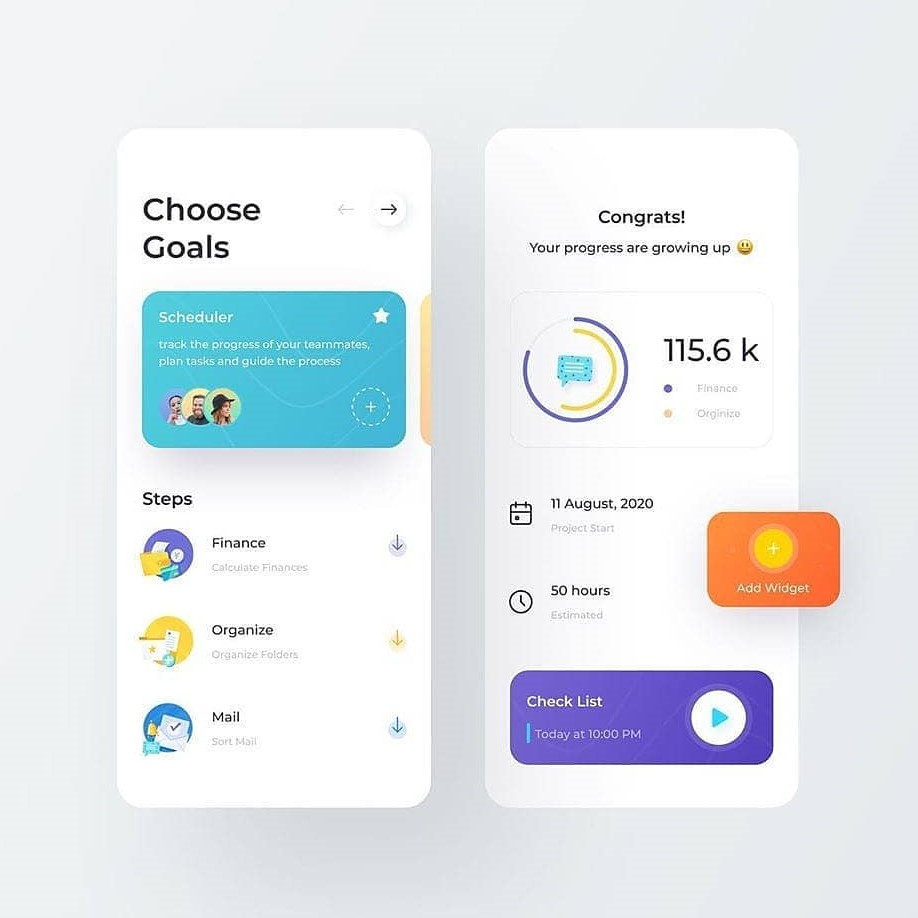 Choose
Goals
Scheduler
track the progress of your teammates,
plan tasks and guide the process
Steps
Finance
Calculate Finances
Organize
Organize Folders
Mail
Sort Mail
Congrats!
Your progress are growing up 😃
115.6 k
Finance
Orginize
11 August, 2020
Project Start
50 hours
Estimated
Add Widget
Check List
Today at 10:00 PM